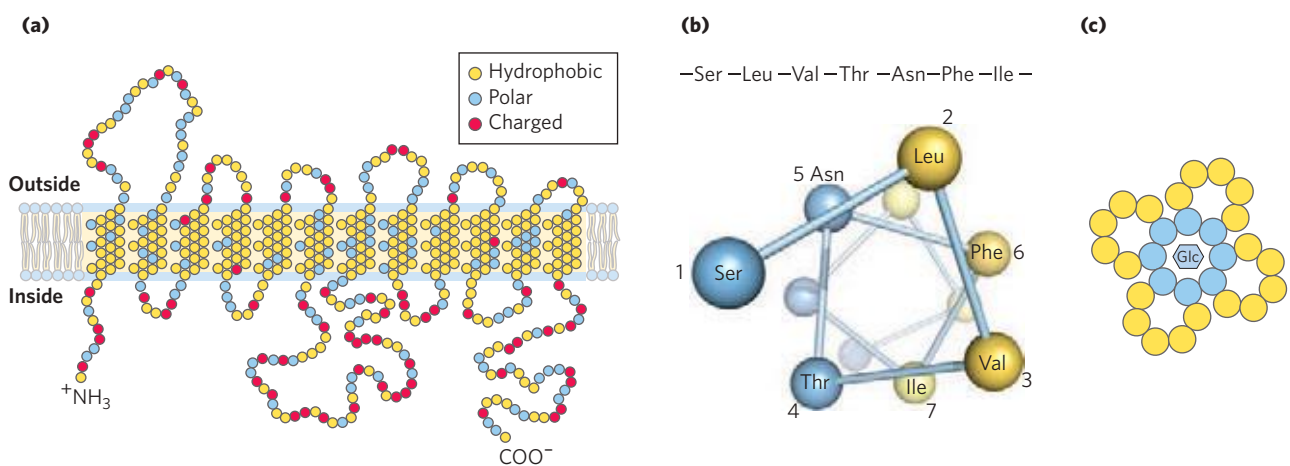 (a)
Hydrophobic
Polar
Charged
Outside
Inside
⁺NH₃
COO⁻
(b)
—Ser —Leu —Val —Thr —Asn—Phe —Ile —
2
Leu
5 Asn
Phe 6
1 Ser
Val
3
Thr
4
Ile
7
(c)
Glc